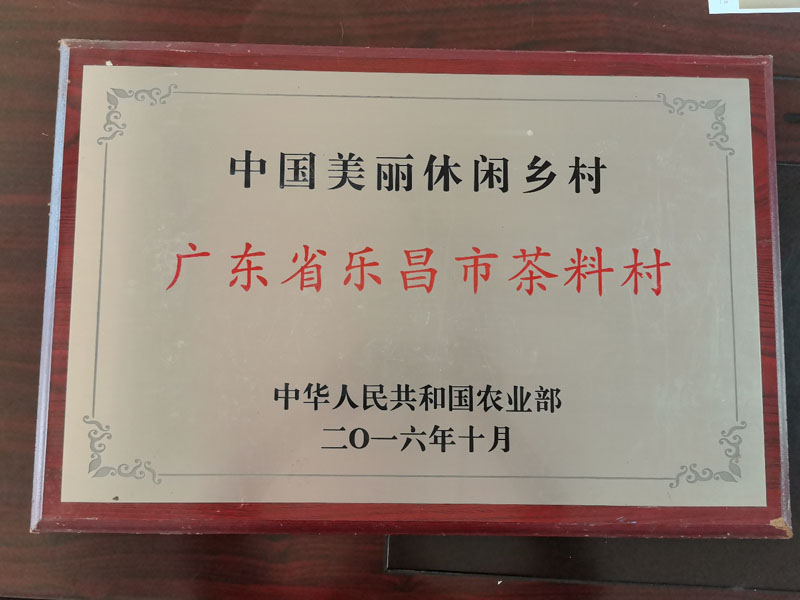 中国美丽休闲乡村
广东省乐昌市茶料村
中华人民共和国农业部
二〇一六年十月